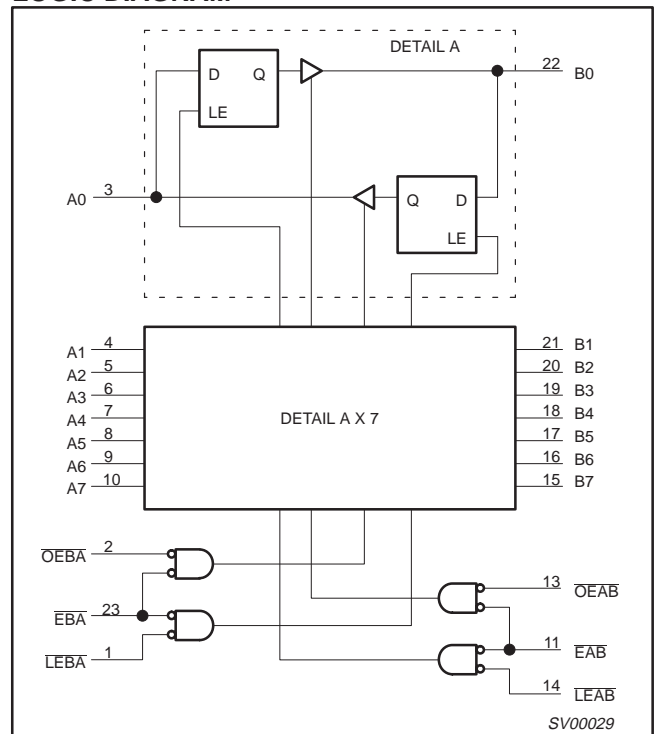 LOGIC DIAGRAM
DETAIL A
D Q
LE
22 B0
A0 3
Q D
LE
A1 4
A2 5
A3 6
A4 7
A5 8
A6 9
A7 10
DETAIL A X 7
21 B1
20 B2
19 B3
18 B4
17 B5
16 B6
15 B7
OEBA 2
EBA 23
LEBA 1
13 OEAB
11 EAB
14 LEAB
SV00029